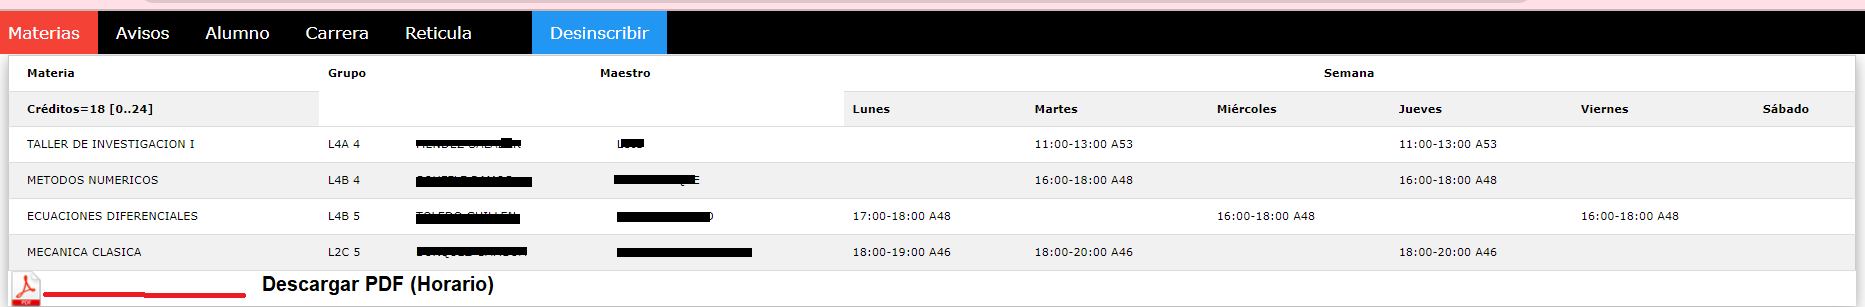 Materias Avisos Alumno Carrera Reticula Desinscribir
Materia Grupo Maestro Semana
Créditos=18 [0..24] Lunes Martes Miércoles Jueves Viernes Sábado
TALLER DE INVESTIGACION I L4A 4 11:00-13:00 A53 11:00-13:00 A53
METODOS NUMERICOS L4B 4 16:00-18:00 A48 16:00-18:00 A48
ECUACIONES DIFERENCIALES L4B 5 17:00-18:00 A48 16:00-18:00 A48 16:00-18:00 A48
MECANICA CLASICA L2C 5 18:00-19:00 A46 18:00-20:00 A46 18:00-20:00 A46
PDF Descargar PDF (Horario)